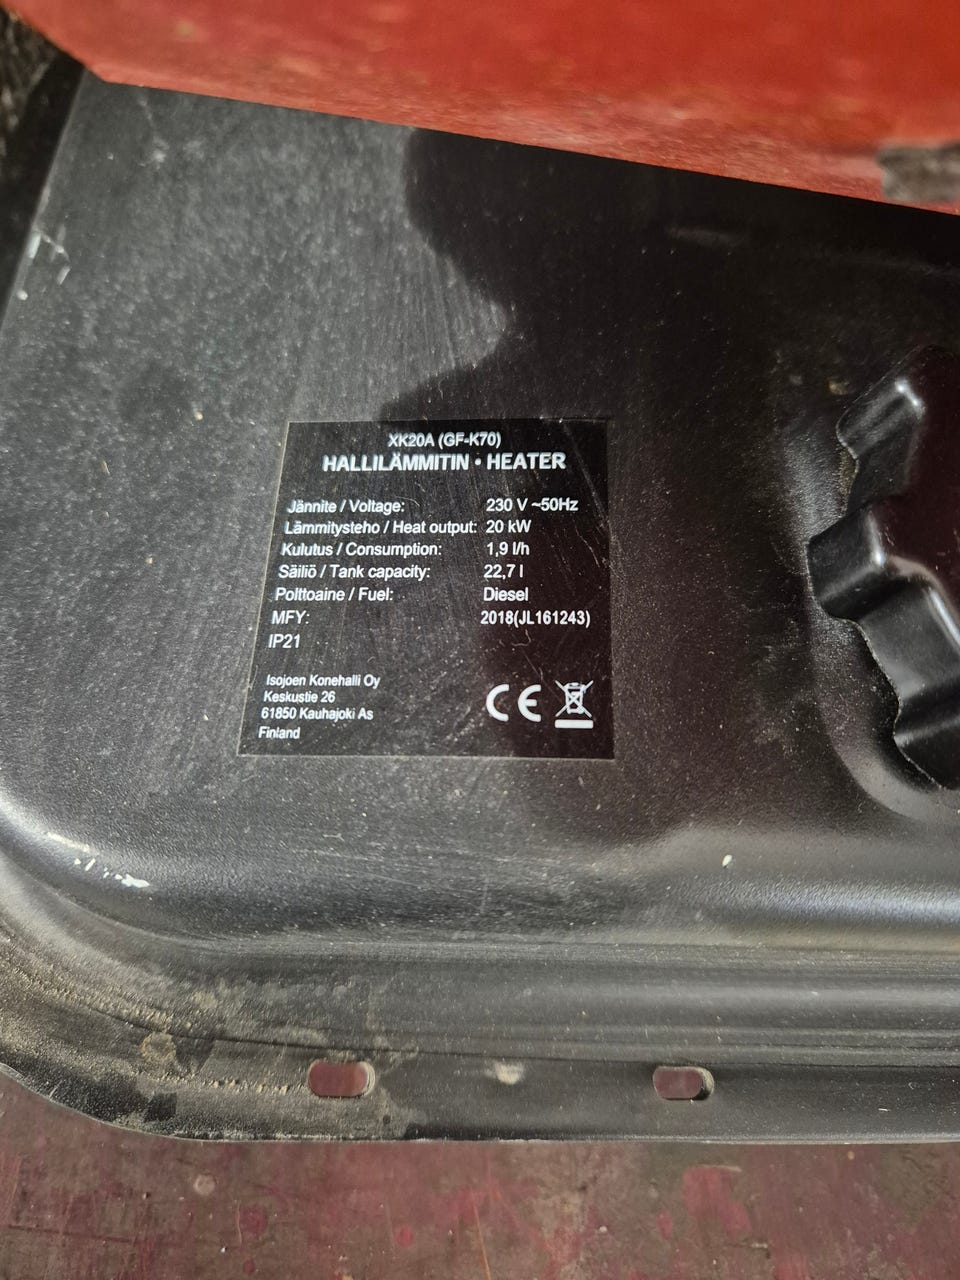 XK20A (GF-K70)
HALLILÄMMITIN • HEATER
Jännite / Voltage: 230 V ~50Hz
Lämmitysteho / Heat output: 20 kW
Kulutus / Consumption: 1,9 l/h
Säiliö / Tank capacity: 22,7 l
Polttoaine / Fuel: Diesel
MFY: 2018(JL161243)
IP21
Isojoen Konehalli Oy
Keskustie 26
61850 Kauhajoki As
Finland
CE